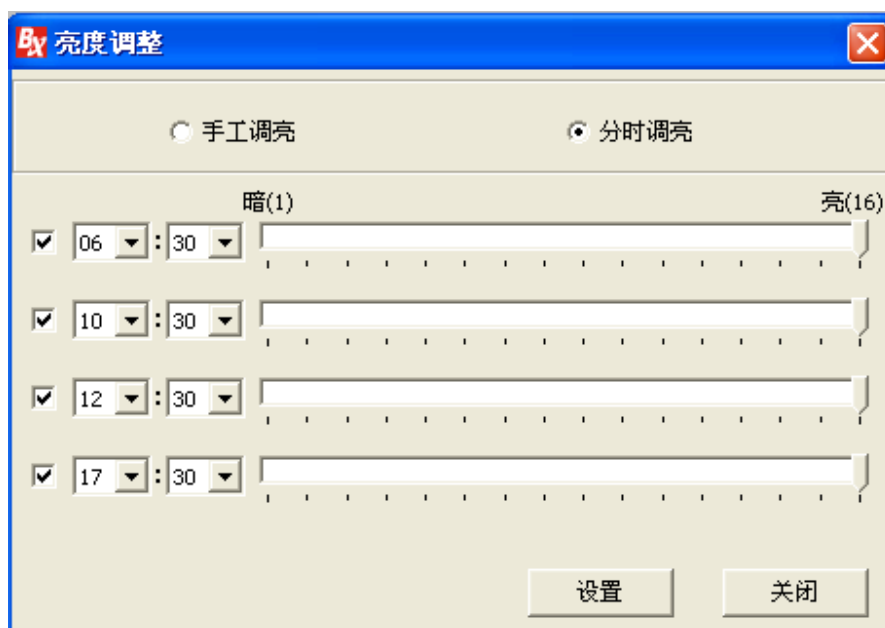 BX 亮度调整
手工调亮 分时调亮
暗(1) 亮(16)
06 : 30
10 : 30
12 : 30
17 : 30
设置 关闭